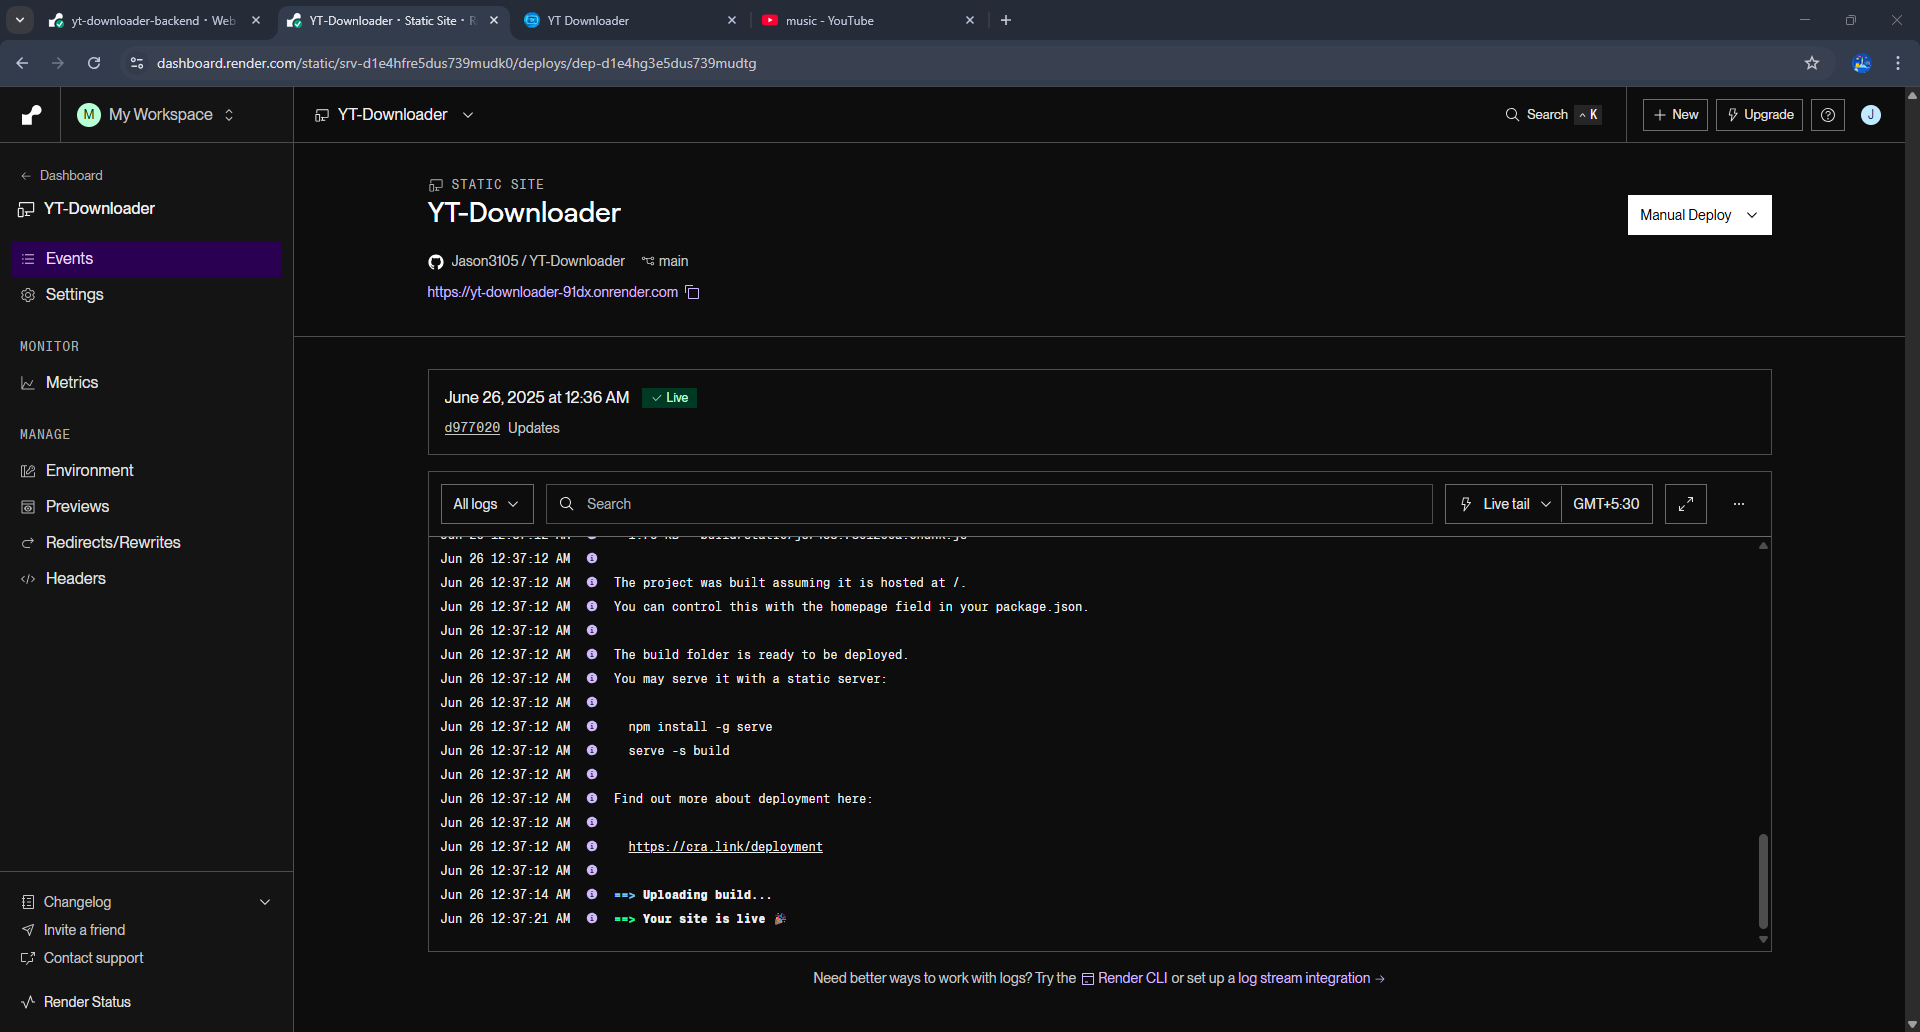 yt-downloader-backend · Web
YT-Downloader · Static Site · R
YT Downloader
music - YouTube
dashboard.render.com/static/srv-d1e4hfre5dus739mudk0/deploys/dep-d1e4hg3e5dus739mudtg
M My Workspace
YT-Downloader
Search ^ K
+ New
Upgrade
J
← Dashboard
YT-Downloader
Events
Settings
MONITOR
Metrics
MANAGE
Environment
Previews
Redirects/Rewrites
Headers
Changelog
Invite a friend
Contact support
Render Status
STATIC SITE
YT-Downloader
Manual Deploy
Jason3105 / YT-Downloader main
https://yt-downloader-91dx.onrender.com
June 26, 2025 at 12:36 AM ✓ Live
d977020 Updates
All logs
Search
Live tail
GMT+5:30
...
Jun 26 12:37:12 AM
Jun 26 12:37:12 AM The project was built assuming it is hosted at /.
Jun 26 12:37:12 AM You can control this with the homepage field in your package.json.
Jun 26 12:37:12 AM
Jun 26 12:37:12 AM The build folder is ready to be deployed.
Jun 26 12:37:12 AM You may serve it with a static server:
Jun 26 12:37:12 AM
Jun 26 12:37:12 AM npm install -g serve
Jun 26 12:37:12 AM serve -s build
Jun 26 12:37:12 AM
Jun 26 12:37:12 AM Find out more about deployment here:
Jun 26 12:37:12 AM
Jun 26 12:37:12 AM https://cra.link/deployment
Jun 26 12:37:12 AM
Jun 26 12:37:14 AM ==> Uploading build...
Jun 26 12:37:21 AM ==> Your site is live 🎉
Need better ways to work with logs? Try the Render CLI or set up a log stream integration →